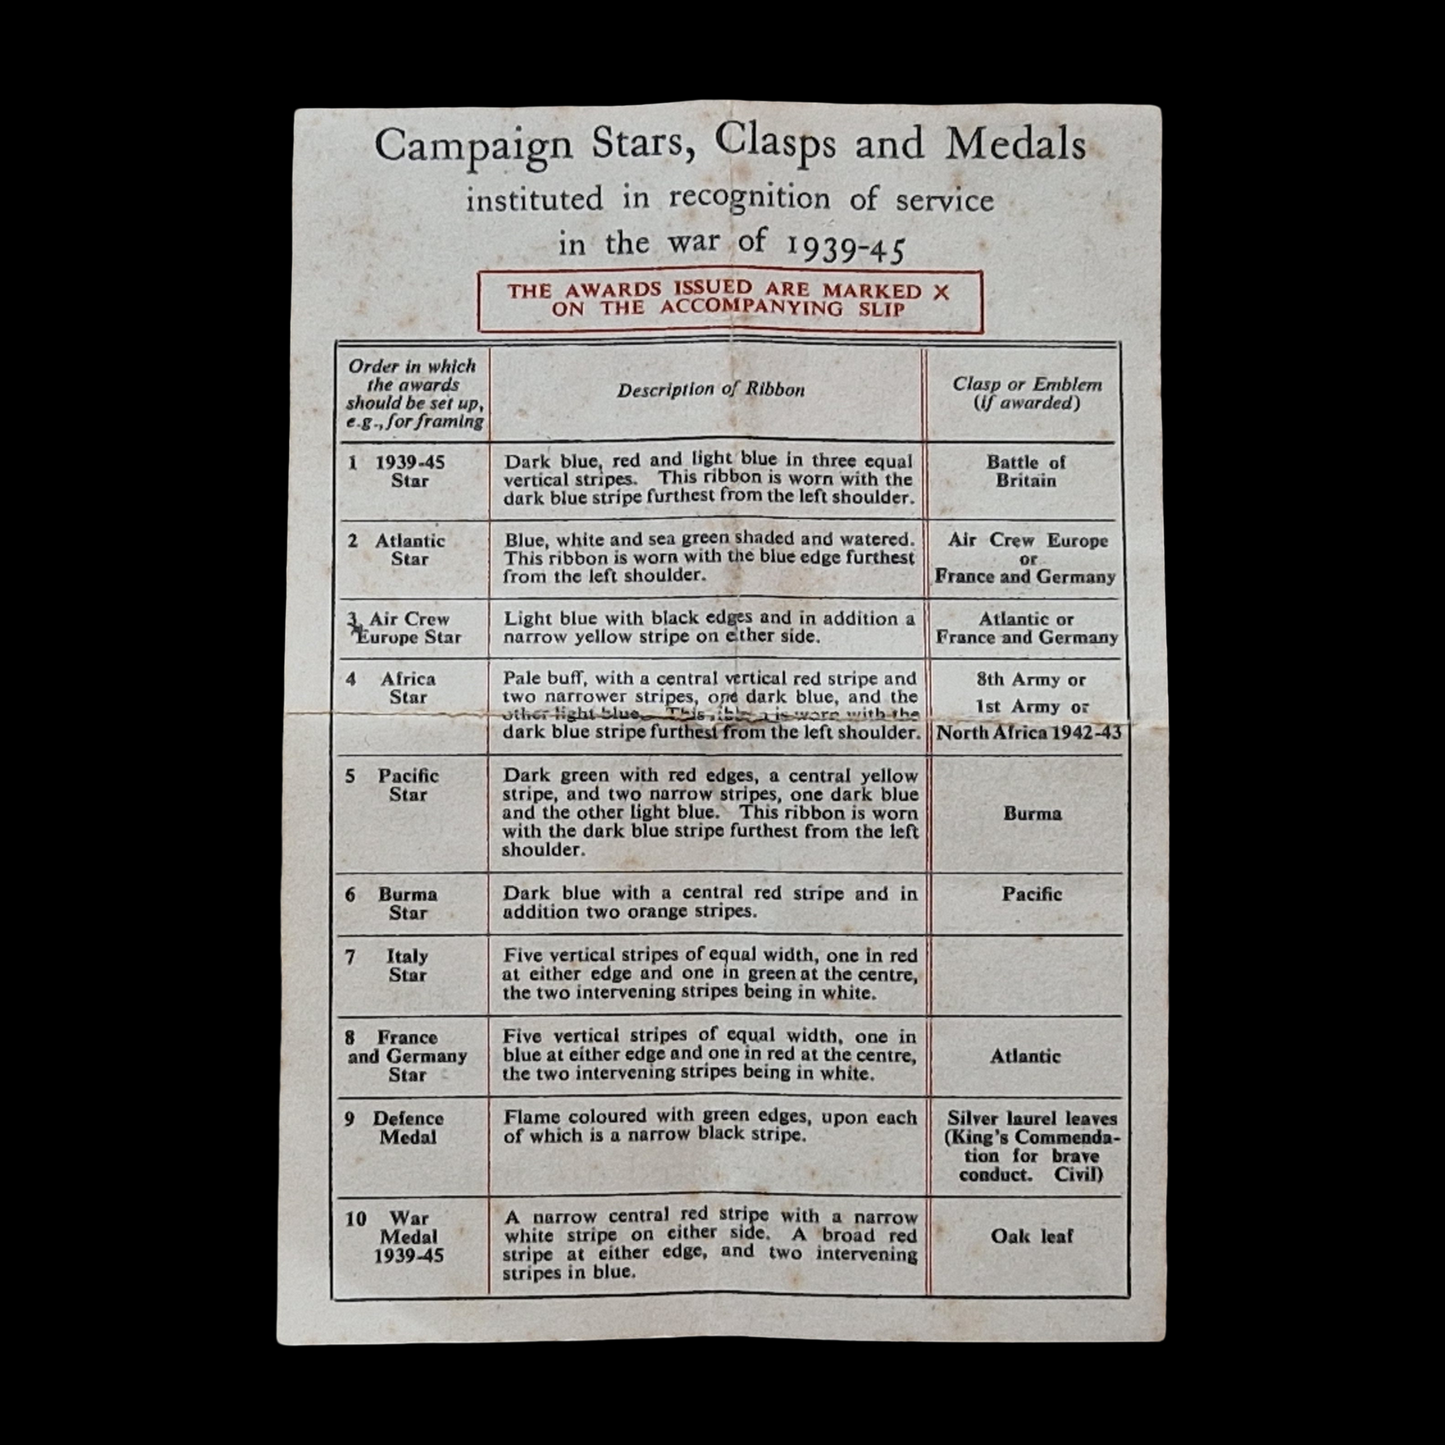 Campaign Stars, Clasps and Medals
instituted in recognition of service
in the war of 1939-45
THE AWARDS ISSUED ARE MARKED X
ON THE ACCOMPANYING SLIP
Order in which
the awards
should be set up,
e.g., for framing
Description of Ribbon
Clasp or Emblem
(if awarded)
1 1939-45
Star
Dark blue, red and light blue in three equal
vertical stripes. This ribbon is worn with the
dark blue stripe furthest from the left shoulder.
Battle of
Britain
2 Atlantic
Star
Blue, white and sea green shaded and watered.
This ribbon is worn with the blue edge furthest
from the left shoulder.
Air Crew Europe
or
France and Germany
3 Air Crew
Europe Star
Light blue with black edges and in addition a
narrow yellow stripe on either side.
Atlantic or
France and Germany
4 Africa
Star
Pale buff, with a central vertical red stripe and
two narrower stripes, one dark blue, and the
other light blue. This ribbon is worn with the
dark blue stripe furthest from the left shoulder.
8th Army or
1st Army or
North Africa 1942-43
5 Pacific
Star
Dark green with red edges, a central yellow
stripe, and two narrow stripes, one dark blue
and the other light blue. This ribbon is worn
with the dark blue stripe furthest from the left
shoulder.
Burma
6 Burma
Star
Dark blue with a central red stripe and in
addition two orange stripes.
Pacific
7 Italy
Star
Five vertical stripes of equal width, one in red
at either edge and one in green at the centre,
the two intervening stripes being in white.
8 France
and Germany
Star
Five vertical stripes of equal width, one in
blue at either edge and one in red at the centre,
the two intervening stripes being in white.
Atlantic
9 Defence
Medal
Flame coloured with green edges, upon each
of which is a narrow black stripe.
Silver laurel leaves
(King's Commenda-
tion for brave
conduct. Civil)
10 War
Medal
1939-45
A narrow central red stripe with a narrow
white stripe on either side. A broad red
stripe at either edge, and two intervening
stripes in blue.
Oak leaf